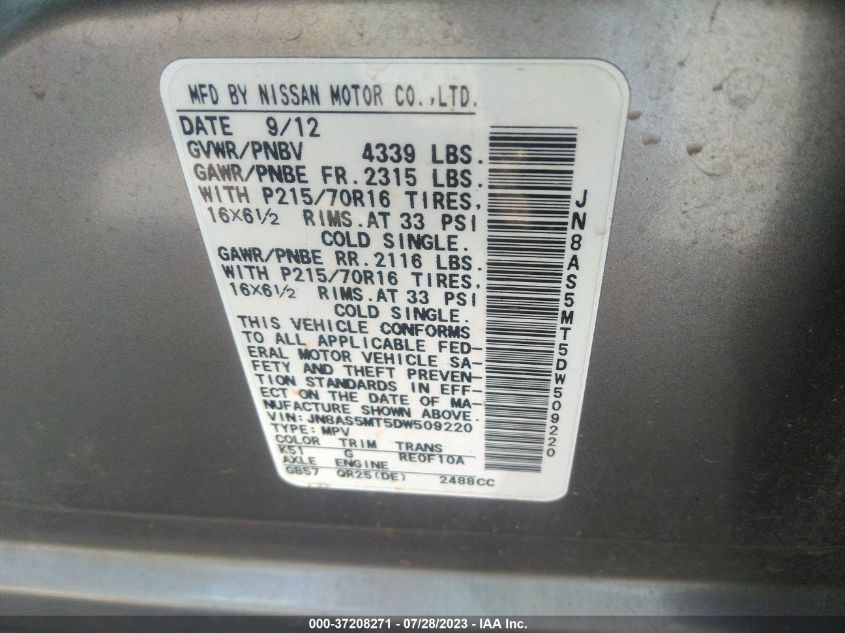 MFD BY NISSAN MOTOR CO.,LTD.
DATE 9/12
GVWR/PNBV 4339 LBS.
GAWR/PNBE FR.2315 LBS.
WITH P215/70R16 TIRES,
16X6½ RIMS.AT 33 PSI
COLD SINGLE.
GAWR/PNBE RR.2116 LBS.
WITH P215/70R16 TIRES,
16X6½ RIMS.AT 33 PSI
COLD SINGLE.
THIS VEHICLE CONFORMS
TO ALL APPLICABLE FED-
ERAL MOTOR VEHICLE SA-
FETY AND THEFT PREVEN-
TION STANDARDS IN EFF-
ECT ON THE DATE OF MA-
NUFACTURE SHOWN ABOVE.
VIN: JN8AS5MT5DW509220
TYPE: MPV
COLOR TRIM TRANS
K51 G RE0F10A
AXLE ENGINE
GB57 QR25(DE) 2488CC
JN8AS5MT5DW509220
000-37208271 - 07/28/2023 - IAA Inc.